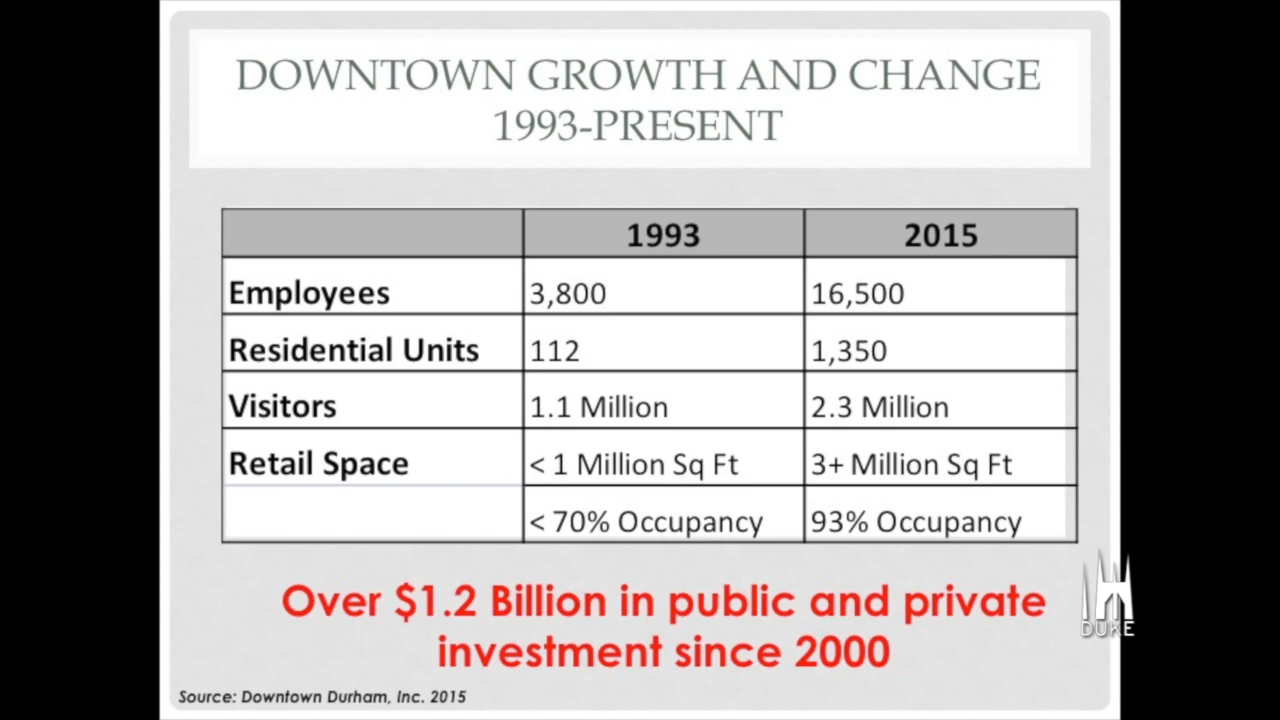 DOWNTOWN GROWTH AND CHANGE
1993-PRESENT
1993 2015
Employees 3,800 16,500
Residential Units 112 1,350
Visitors 1.1 Million 2.3 Million
Retail Space < 1 Million Sq Ft 3+ Million Sq Ft
< 70% Occupancy 93% Occupancy
Over $1.2 Billion in public and private
investment since 2000
DUKE
Source: Downtown Durham, Inc. 2015